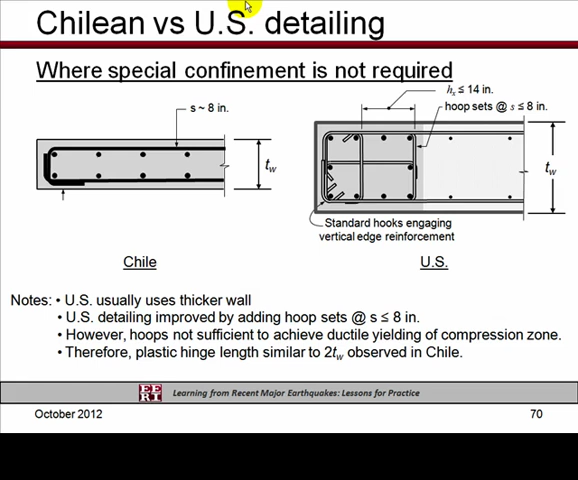 Chilean vs U.S. detailing
Where special confinement is not required
hₓ ≤ 14 in.
s ~ 8 in.
hoop sets @ s ≤ 8 in.
t_w
t_w
Standard hooks engaging
vertical edge reinforcement
Chile
U.S.
Notes: • U.S. usually uses thicker wall
• U.S. detailing improved by adding hoop sets @ s ≤ 8 in.
• However, hoops not sufficient to achieve ductile yielding of compression zone.
• Therefore, plastic hinge length similar to 2t_w observed in Chile.
EE
RI
Learning from Recent Major Earthquakes: Lessons for Practice
October 2012
70